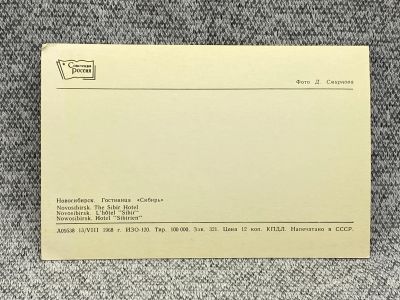 Советская
Россия
Фото Д. Смирнова
Новосибирск. Гостиница «Сибирь»
Novosibirsk. The Sibir Hotel
Novosibirsk. L'hôtel "Sibir"
Nowosibirsk. Hotel "Sibirien"
А05538 13/VIII 1968 г. ИЗО-120. Тир. 100 000. Зак. 321. Цена 12 коп. КПДЛ. Напечатано в СССР.